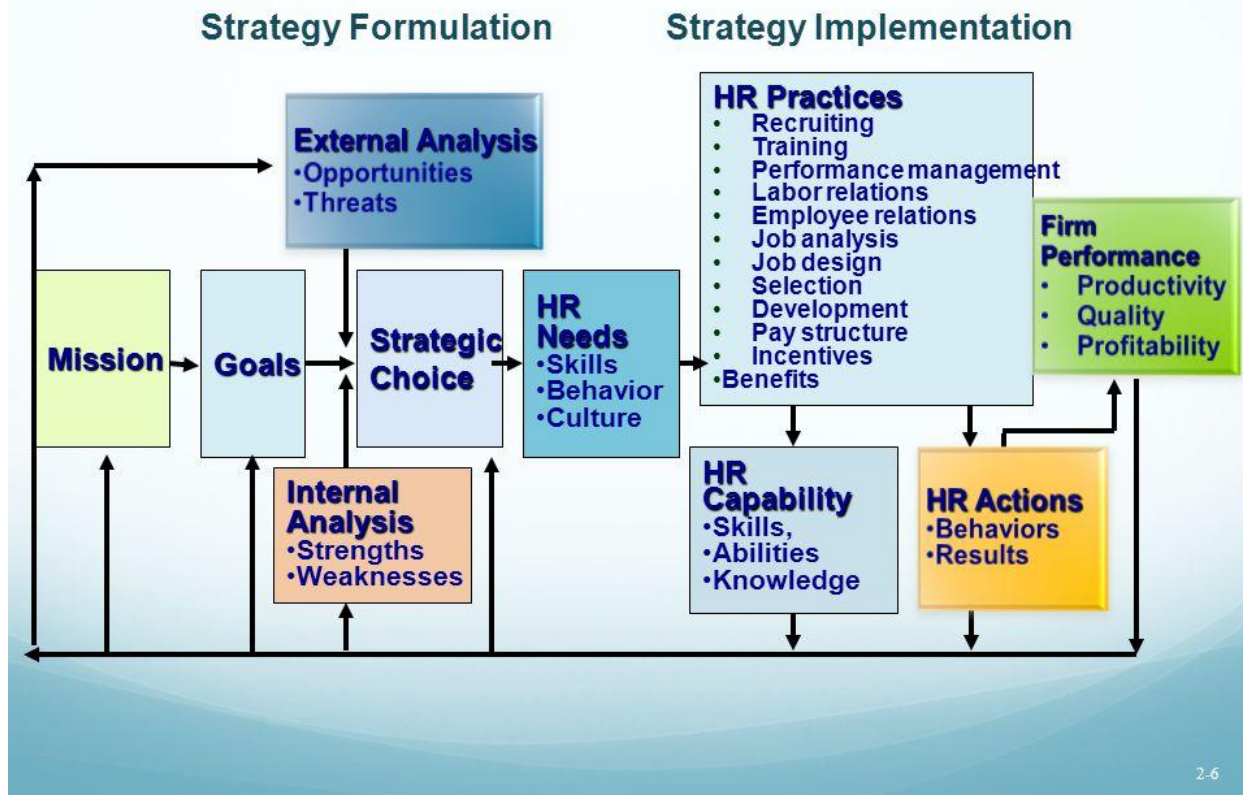 Strategy Formulation
Strategy Implementation
External Analysis
•Opportunities
•Threats
Mission
Goals
Strategic
Choice
Internal
Analysis
•Strengths
•Weaknesses
HR
Needs
•Skills
•Behavior
•Culture
HR Practices
• Recruiting
• Training
• Performance management
• Labor relations
• Employee relations
• Job analysis
• Job design
• Selection
• Development
• Pay structure
• Incentives
•Benefits
HR
Capability
•Skills,
•Abilities
•Knowledge
HR Actions
•Behaviors
•Results
Firm
Performance
• Productivity
• Quality
• Profitability
2-6